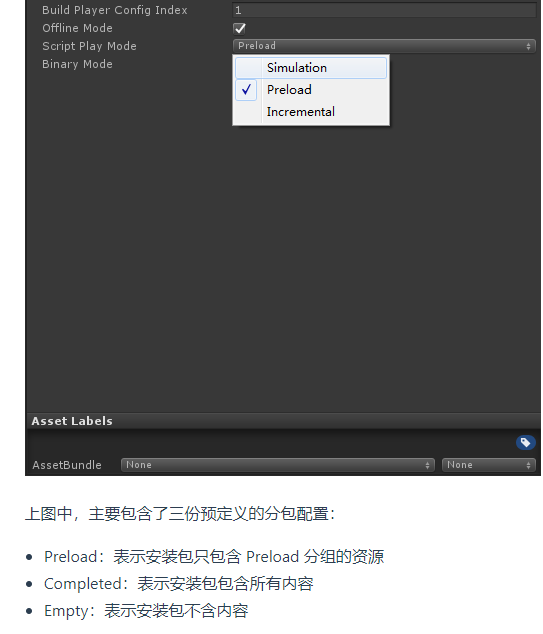 Build Player Config Index 1
Offline Mode
Script Play Mode Preload
Binary Mode
Simulation
Preload
Incremental
Asset Labels
AssetBundle None None
上图中，主要包含了三份预定义的分包配置：
Preload：表示安装包只包含 Preload 分组的资源
Completed：表示安装包包含所有内容
Empty：表示安装包不含内容